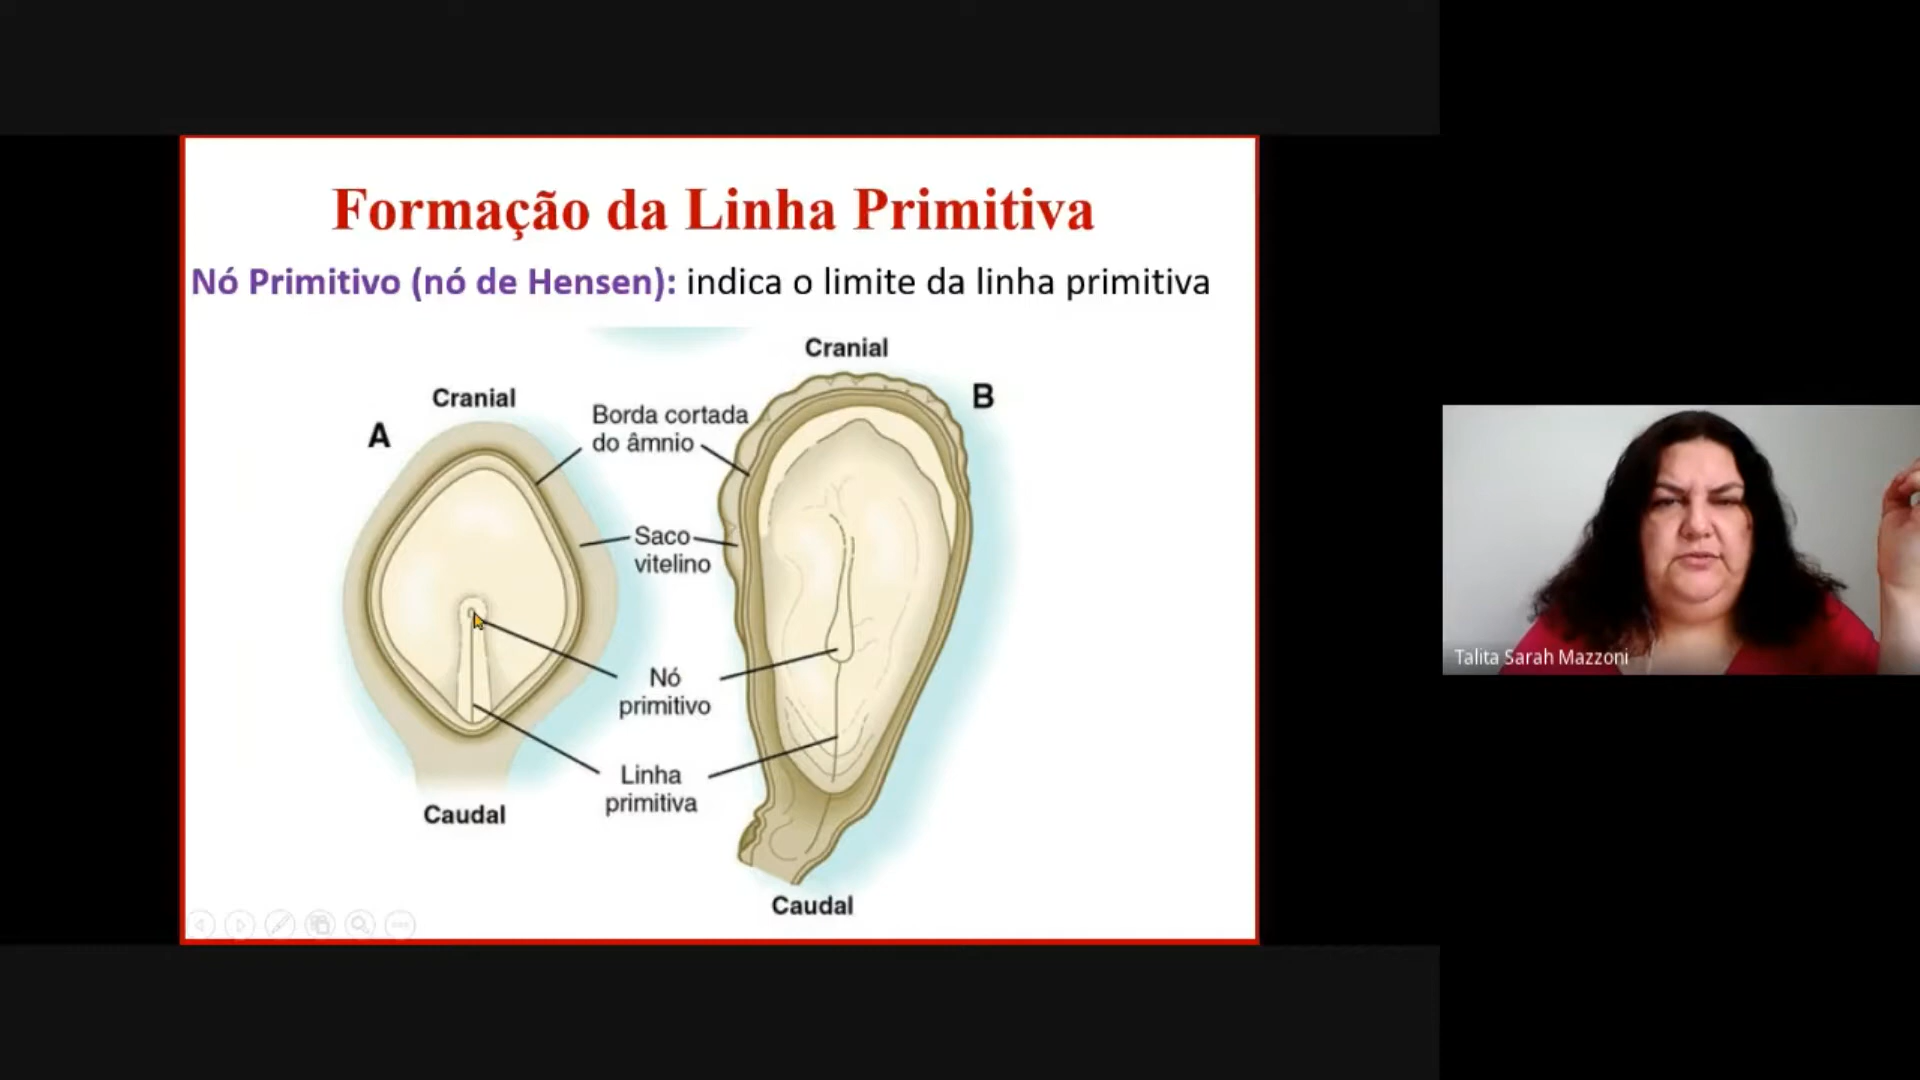 Formação da Linha Primitiva
Nó Primitivo (nó de Hensen): indica o limite da linha primitiva
Cranial
Cranial
A
B
Borda cortada
do âmnio
Saco
vitelino
Nó
primitivo
Linha
primitiva
Caudal
Caudal
Talita Sarah Mazzoni